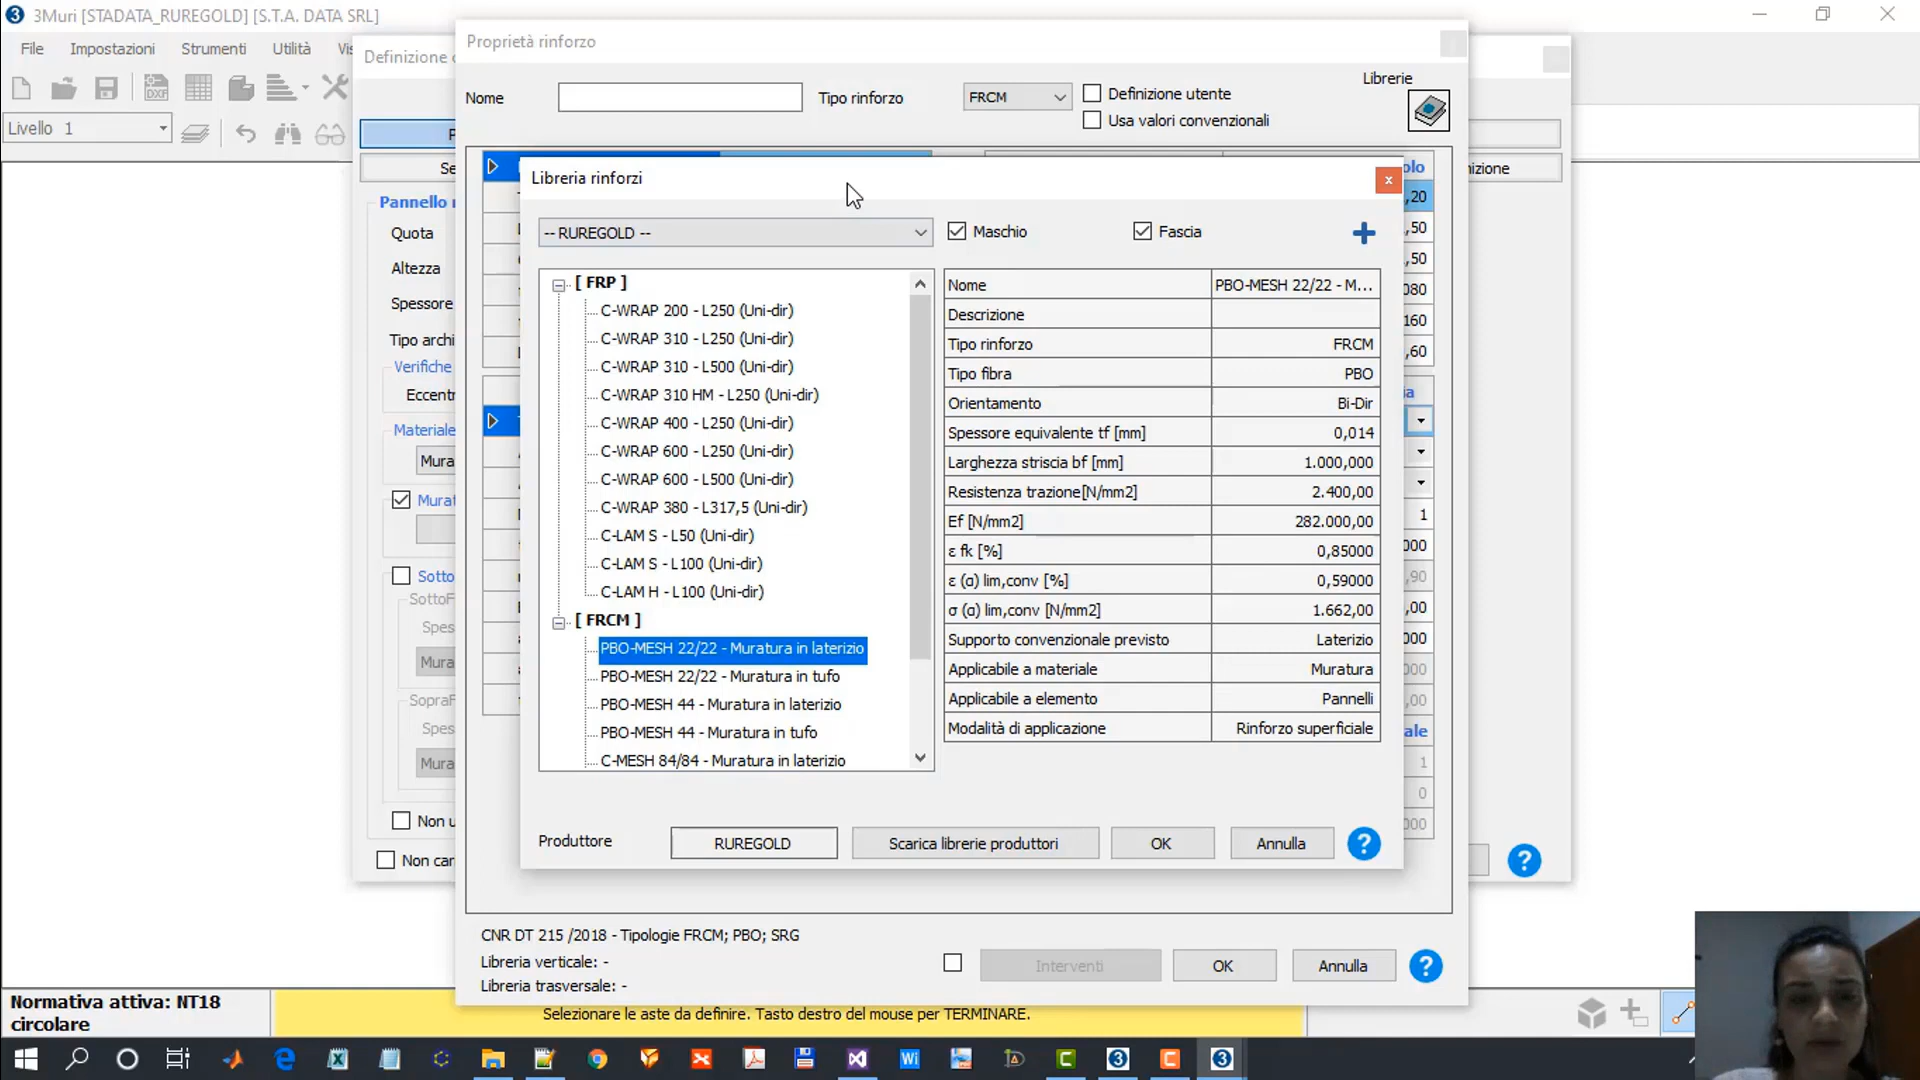 3Muri [STADATA_RUREGOLD] [S.T.A. DATA SRL]
File Impostazioni Strumenti Utilità
Livello 1
Definizione
Pannello
Quota
Altezza
Spessore
Tipo archi
Verifiche
Eccentr
Materiale
Mura
Murat
Sotto
SottoF
Spes
Mura
SopraF
Spes
Mura
Non u
Non car
Proprietà rinforzo
Nome
Tipo rinforzo FRCM
Definizione utente
Usa valori convenzionali
Librerie
Libreria rinforzi
-- RUREGOLD --
Maschio
Fascia
[ FRP ]
C-WRAP 200 - L250 (Uni-dir)
C-WRAP 310 - L250 (Uni-dir)
C-WRAP 310 - L500 (Uni-dir)
C-WRAP 310 HM - L250 (Uni-dir)
C-WRAP 400 - L250 (Uni-dir)
C-WRAP 600 - L250 (Uni-dir)
C-WRAP 600 - L500 (Uni-dir)
C-WRAP 380 - L317,5 (Uni-dir)
C-LAM S - L50 (Uni-dir)
C-LAM S - L100 (Uni-dir)
C-LAM H - L100 (Uni-dir)
[ FRCM ]
PBO-MESH 22/22 - Muratura in laterizio
PBO-MESH 22/22 - Muratura in tufo
PBO-MESH 44 - Muratura in laterizio
PBO-MESH 44 - Muratura in tufo
C-MESH 84/84 - Muratura in laterizio
Nome PBO-MESH 22/22 - M...
Descrizione
Tipo rinforzo FRCM
Tipo fibra PBO
Orientamento Bi-Dir
Spessore equivalente tf [mm] 0,014
Larghezza striscia bf [mm] 1.000,000
Resistenza trazione[N/mm2] 2.400,00
Ef [N/mm2] 282.000,00
ε fk [%] 0,85000
ε (α) lim,conv [%] 0,59000
σ (α) lim,conv [N/mm2] 1.662,00
Supporto convenzionale previsto Laterizio
Applicabile a materiale Muratura
Applicabile a elemento Pannelli
Modalità di applicazione Rinforzo superficiale
Produttore RUREGOLD Scarica librerie produttori OK Annulla ?
CNR DT 215 /2018 - Tipologie FRCM; PBO; SRG
Libreria verticale: -
Libreria trasversale: -
Interventi OK Annulla ?
Normativa attiva: NT18
circolare
Selezionare le aste da definire. Tasto destro del mouse per TERMINARE.